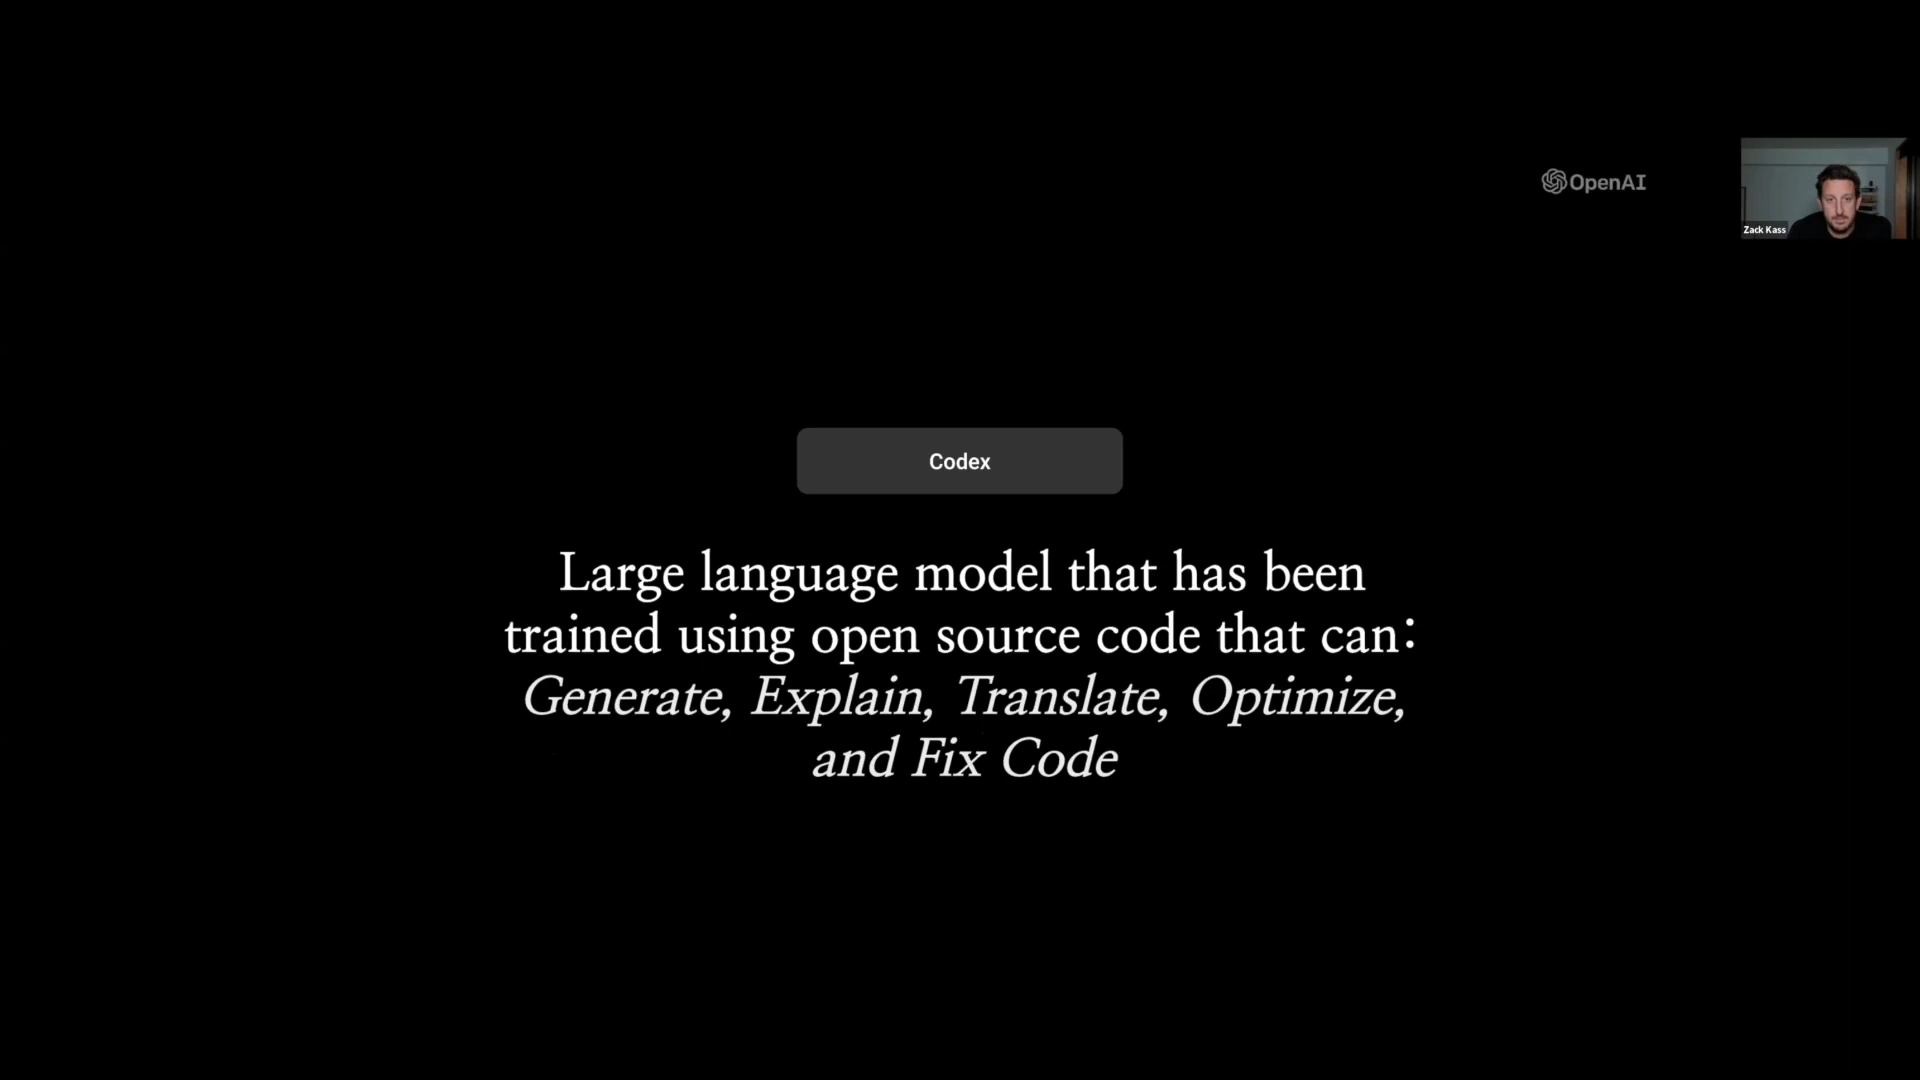 OpenAI
Zack Kass
Codex
Large language model that has been
trained using open source code that can:
Generate, Explain, Translate, Optimize,
and Fix Code